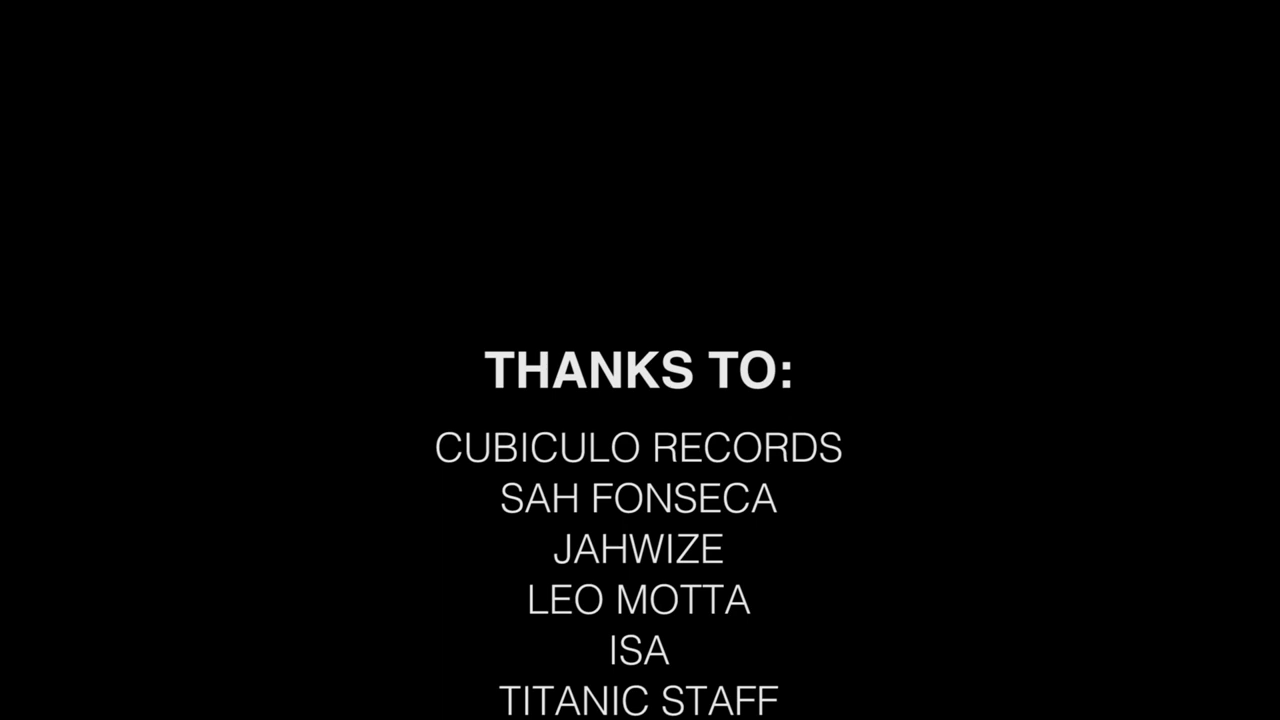 THANKS TO:
CUBICULO RECORDS
SAH FONSECA
JAHWIZE
LEO MOTTA
ISA
TITANIC STAFF